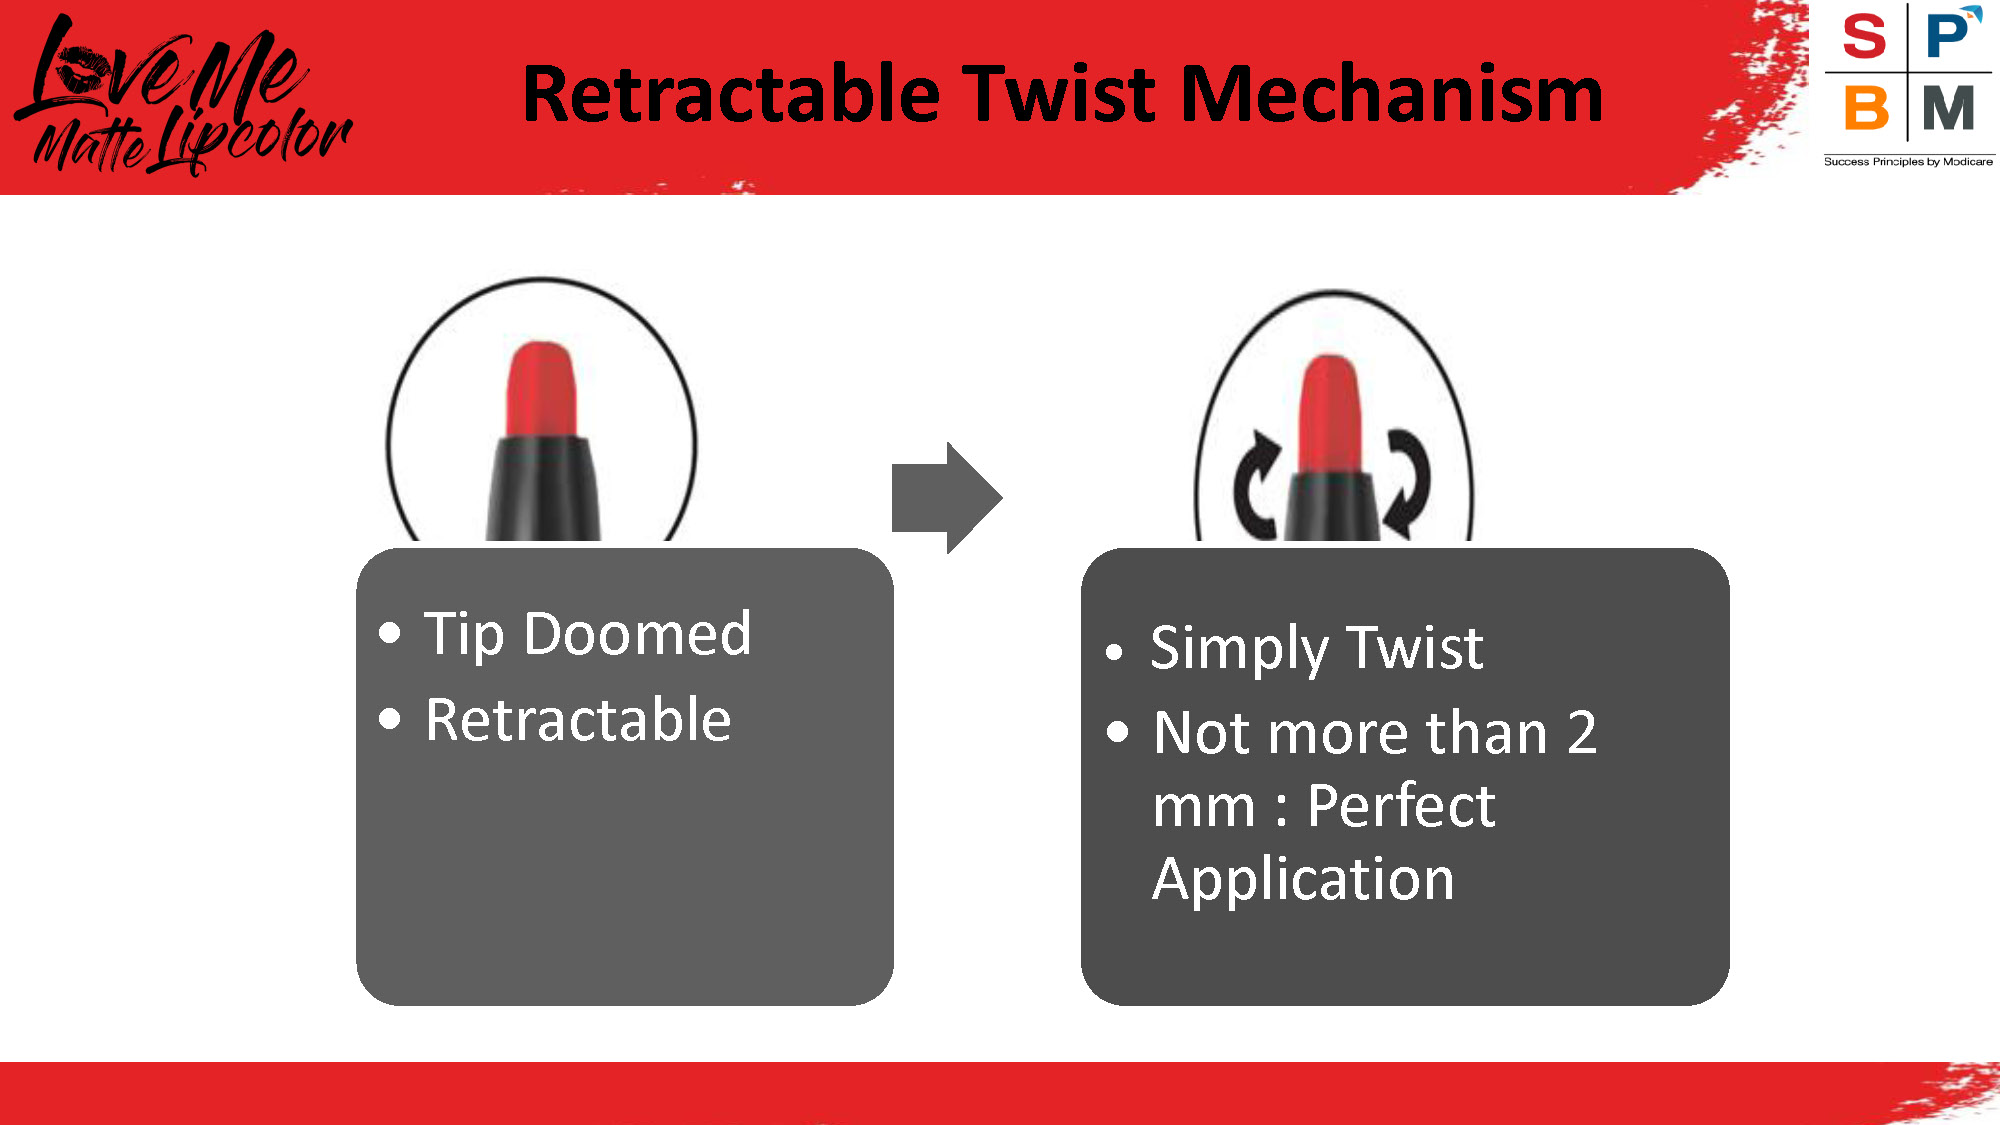 Love Me
Matte Lipcolor
Retractable Twist Mechanism
S P
B M
Success Principles by Modicare
• Tip Doomed
• Retractable
• Simply Twist
• Not more than 2
mm : Perfect
Application